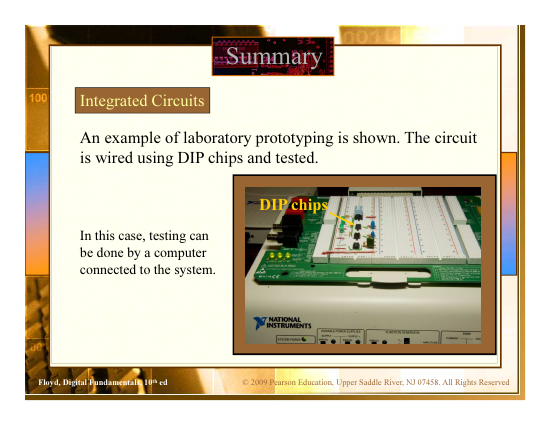 Summary
100
Integrated Circuits
An example of laboratory prototyping is shown. The circuit
is wired using DIP chips and tested.
DIP chips
In this case, testing can
be done by a computer
connected to the system.
NATIONAL
INSTRUMENTS
Floyd, Digital Fundamentals, 10th ed
© 2009 Pearson Education, Upper Saddle River, NJ 07458. All Rights Reserved